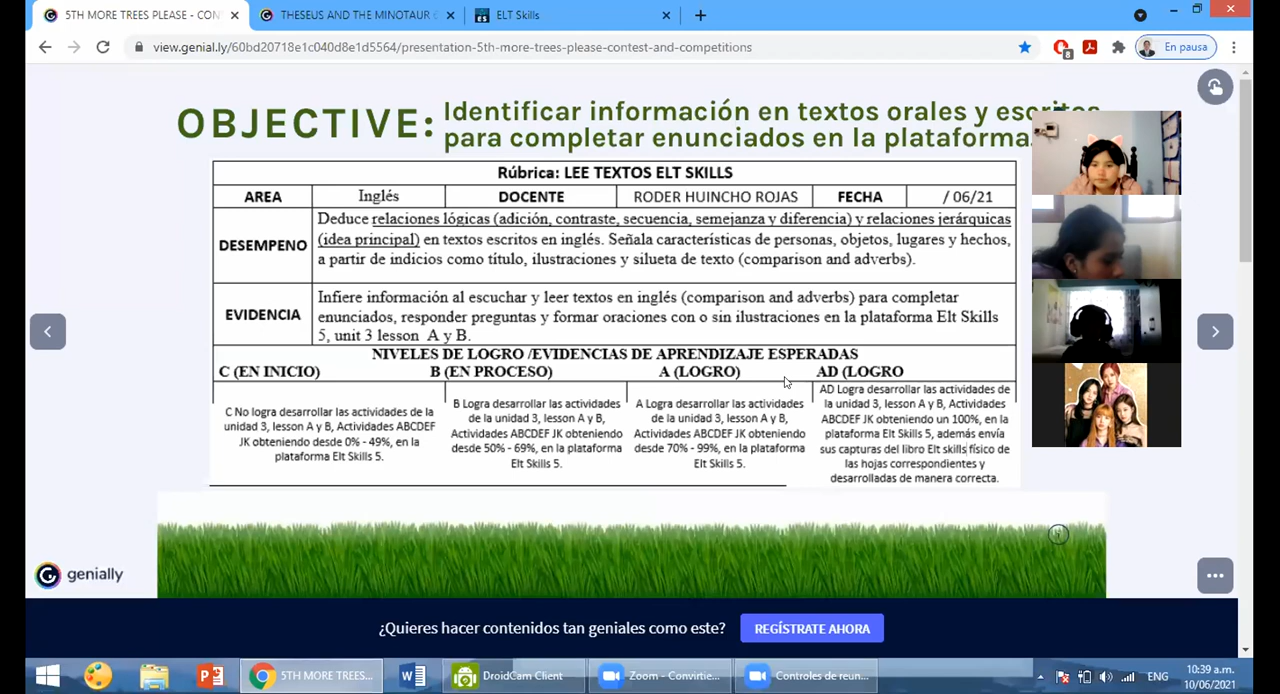 5TH MORE TREES PLEASE - CON
THESEUS AND THE MINOTAUR
ELT Skills
view.genial.ly/60bd20718e1c040d8e1d5564/presentation-5th-more-trees-please-contest-and-competitions
8
En pausa
OBJECTIVE:
Identificar información en textos orales y escritos
para completar enunciados en la plataforma.
Rúbrica: LEE TEXTOS ELT SKILLS
AREA Inglés DOCENTE RODER HUINCHO ROJAS FECHA / 06/21
DESEMPENO
Deduce relaciones lógicas (adición, contraste, secuencia, semejanza y diferencia) y relaciones jerárquicas
(idea principal) en textos escritos en inglés. Señala características de personas, objetos, lugares y hechos,
a partir de indicios como título, ilustraciones y silueta de texto (comparison and adverbs).
EVIDENCIA
Infiere información al escuchar y leer textos en inglés (comparison and adverbs) para completar
enunciados, responder preguntas y formar oraciones con o sin ilustraciones en la plataforma Elt Skills
5, unit 3 lesson A y B.
NIVELES DE LOGRO /EVIDENCIAS DE APRENDIZAJE ESPERADAS
C (EN INICIO) B (EN PROCESO) A (LOGRO) AD (LOGRO
C No logra desarrollar las actividades de la
unidad 3, lesson A y B, Actividades ABCDEF
JK obteniendo desde 0% - 49%, en la
plataforma Elt Skills 5.
B Logra desarrollar las actividades
de la unidad 3, lesson A y B,
Actividades ABCDEF JK obteniendo
desde 50% - 69%, en la plataforma
Elt Skills 5.
A Logra desarrollar las actividades
de la unidad 3, lesson A y B,
Actividades ABCDEF JK obteniendo
desde 70% - 99%, en la plataforma
Elt Skills 5.
AD Logra desarrollar las actividades de
la unidad 3, lesson A y B, Actividades
ABCDEF JK obteniendo un 100%, en la
plataforma Elt Skills 5, además envía
sus capturas del libro Elt skills físico de
las hojas correspondientes y
desarrolladas de manera correcta.
genially
¿Quieres hacer contenidos tan geniales como este?
REGÍSTRATE AHORA
5TH MORE TREES...
DroidCam Client
Zoom - Convirtie...
Controles de reun...
ENG
10:39 a.m.
10/06/2021